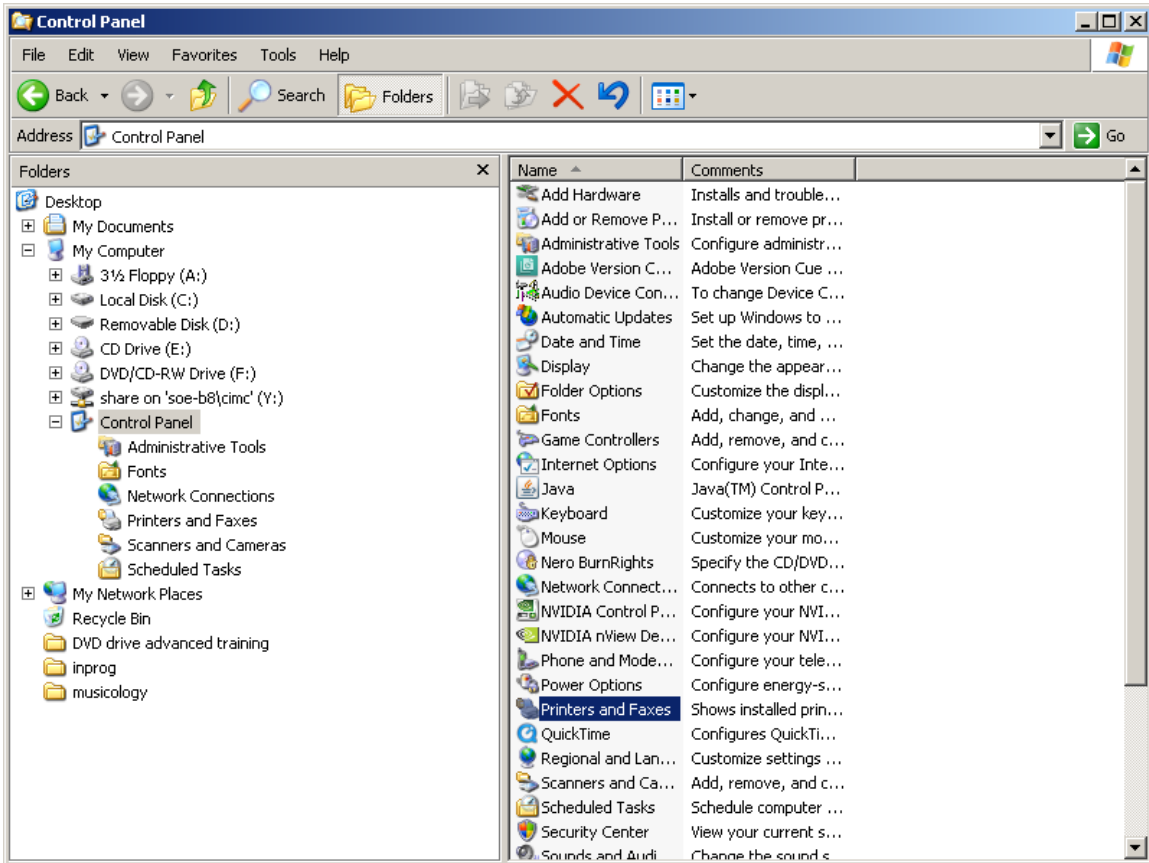 Control Panel
File Edit View Favorites Tools Help
Back Search Folders
Address Control Panel Go
Folders
Desktop
My Documents
My Computer
3½ Floppy (A:)
Local Disk (C:)
Removable Disk (D:)
CD Drive (E:)
DVD/CD-RW Drive (F:)
share on 'soe-b8\cimc' (Y:)
Control Panel
Administrative Tools
Fonts
Network Connections
Printers and Faxes
Scanners and Cameras
Scheduled Tasks
My Network Places
Recycle Bin
DVD drive advanced training
inprog
musicology
Name Comments
Add Hardware Installs and trouble...
Add or Remove P... Install or remove pr...
Administrative Tools Configure administr...
Adobe Version C... Adobe Version Cue ...
Audio Device Con... To change Device C...
Automatic Updates Set up Windows to ...
Date and Time Set the date, time, ...
Display Change the appear...
Folder Options Customize the displ...
Fonts Add, change, and ...
Game Controllers Add, remove, and c...
Internet Options Configure your Inte...
Java Java(TM) Control P...
Keyboard Customize your key...
Mouse Customize your mo...
Nero BurnRights Specify the CD/DVD...
Network Connect... Connects to other c...
NVIDIA Control P... Configure your NVI...
NVIDIA nView De... Configure your NVI...
Phone and Mode... Configure your tele...
Power Options Configure energy-s...
Printers and Faxes Shows installed prin...
QuickTime Configures QuickTi...
Regional and Lan... Customize settings ...
Scanners and Ca... Add, remove, and c...
Scheduled Tasks Schedule computer ...
Security Center View your current s...
Sounds and Audi Change the sound s